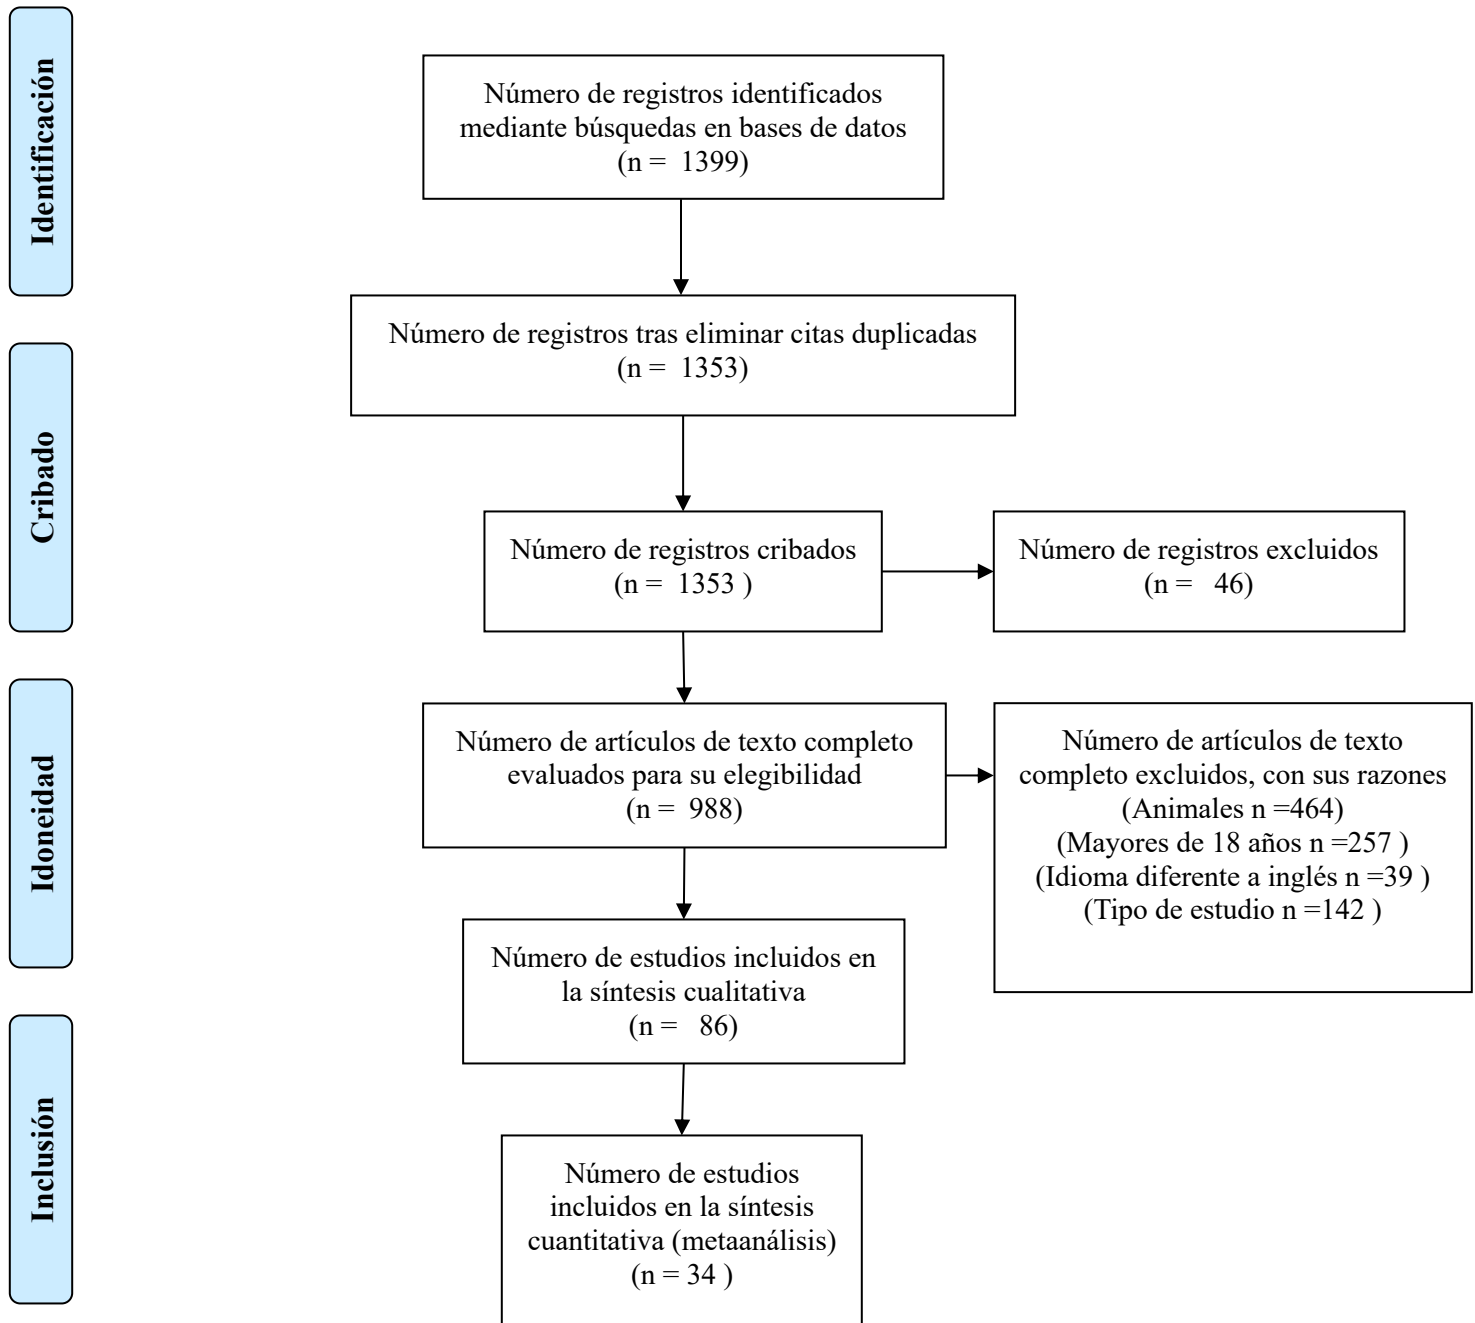 Identificación
Número de registros identificados
mediante búsquedas en bases de datos
(n =  1399)
Número de registros tras eliminar citas duplicadas
(n =  1353)
Cribado
Número de registros cribados
(n =  1353 )
Número de registros excluidos
(n =   46)
Idoneidad
Número de artículos de texto completo
evaluados para su elegibilidad
(n =  988)
Número de artículos de texto
completo excluidos, con sus razones
(Animales n =464)
(Mayores de 18 años n =257 )
(Idioma diferente a inglés n =39 )
(Tipo de estudio n =142 )
Número de estudios incluidos en
la síntesis cualitativa
(n =   86)
Inclusión
Número de estudios
incluidos en la síntesis
cuantitativa (metaanálisis)
(n = 34 )